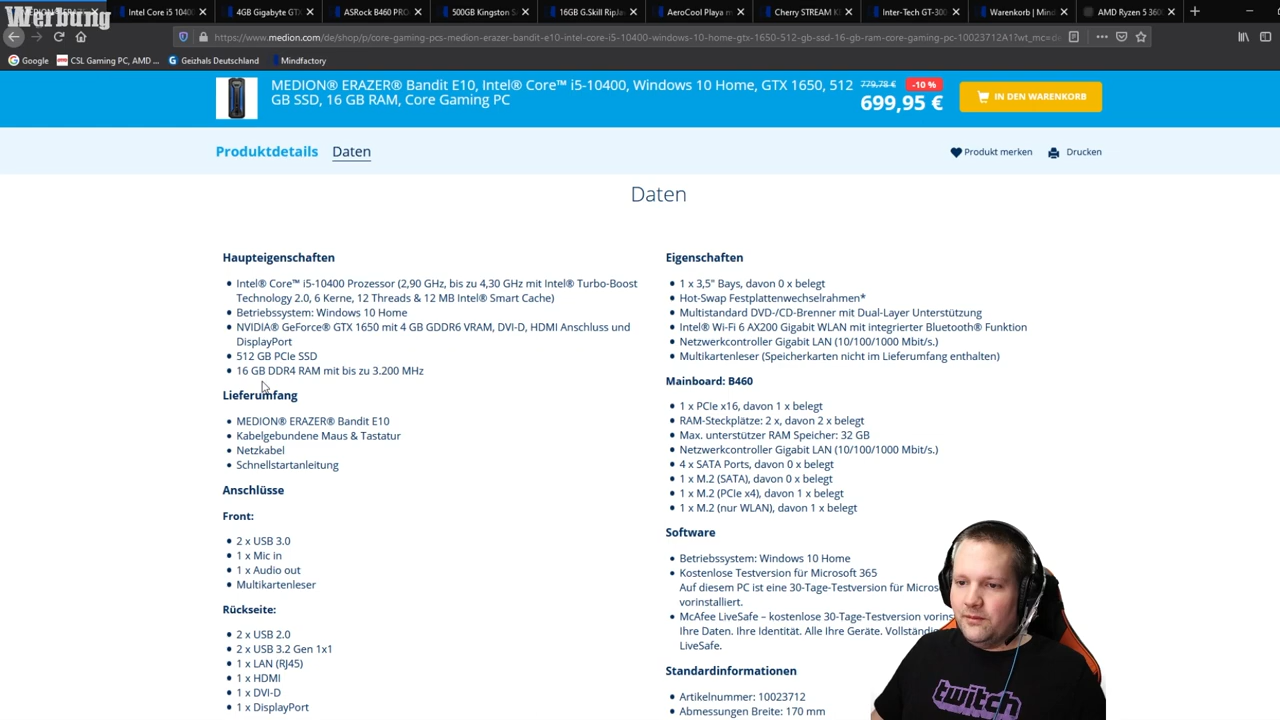 Werbung
Intel Core i5 1040
4GB Gigabyte GTX
ASRock B460 PRO
500GB Kingston S
16GB G.Skill RipJa
AeroCool Playa m
Cherry STREAM K
Inter-Tech GT-300
Warenkorb | Mind
AMD Ryzen 5 360
https://www.medion.com/de/shop/p/core-gaming-pcs-medion-erazer-bandit-e10-intel-core-i5-10400-windows-10-home-gtx-1650-512-gb-ssd-16-gb-ram-core-gaming-pc-10023712A1?wt_mc=de
Google
CSL Gaming PC, AMD ...
Geizhals Deutschland
Mindfactory
MEDION® ERAZER® Bandit E10, Intel® Core™ i5-10400, Windows 10 Home, GTX 1650, 512
GB SSD, 16 GB RAM, Core Gaming PC
779,78 €
-10 %
699,95 €
IN DEN WARENKORB
Produktdetails
Daten
Produkt merken
Drucken
Daten
Haupteigenschaften
Intel® Core™ i5-10400 Prozessor (2,90 GHz, bis zu 4,30 GHz mit Intel® Turbo-Boost
Technology 2.0, 6 Kerne, 12 Threads & 12 MB Intel® Smart Cache)
Betriebssystem: Windows 10 Home
NVIDIA® GeForce® GTX 1650 mit 4 GB GDDR6 VRAM, DVI-D, HDMI Anschluss und
DisplayPort
512 GB PCIe SSD
16 GB DDR4 RAM mit bis zu 3.200 MHz
Lieferumfang
MEDION® ERAZER® Bandit E10
Kabelgebundene Maus & Tastatur
Netzkabel
Schnellstartanleitung
Anschlüsse
Front:
2 x USB 3.0
1 x Mic in
1 x Audio out
Multikartenleser
Rückseite:
2 x USB 2.0
2 x USB 3.2 Gen 1x1
1 x LAN (RJ45)
1 x HDMI
1 x DVI-D
1 x DisplayPort
Eigenschaften
1 x 3,5" Bays, davon 0 x belegt
Hot-Swap Festplattenwechselrahmen*
Multistandard DVD-/CD-Brenner mit Dual-Layer Unterstützung
Intel® Wi-Fi 6 AX200 Gigabit WLAN mit integrierter Bluetooth® Funktion
Netzwerkcontroller Gigabit LAN (10/100/1000 Mbit/s.)
Multikartenleser (Speicherkarten nicht im Lieferumfang enthalten)
Mainboard: B460
1 x PCIe x16, davon 1 x belegt
RAM-Steckplätze: 2 x, davon 2 x belegt
Max. unterstützer RAM Speicher: 32 GB
Netzwerkcontroller Gigabit LAN (10/100/1000 Mbit/s.)
4 x SATA Ports, davon 0 x belegt
1 x M.2 (SATA), davon 0 x belegt
1 x M.2 (PCIe x4), davon 1 x belegt
1 x M.2 (nur WLAN), davon 1 x belegt
Software
Betriebssystem: Windows 10 Home
Kostenlose Testversion für Microsoft 365
Auf diesem PC ist eine 30-Tage-Testversion für Micros
vorinstalliert.
McAfee LiveSafe – kostenlose 30-Tage-Testversion vorins
Ihre Daten. Ihre Identität. Alle Ihre Geräte. Vollständig
LiveSafe.
Standardinformationen
Artikelnummer: 10023712
Abmessungen Breite: 170 mm
twitch